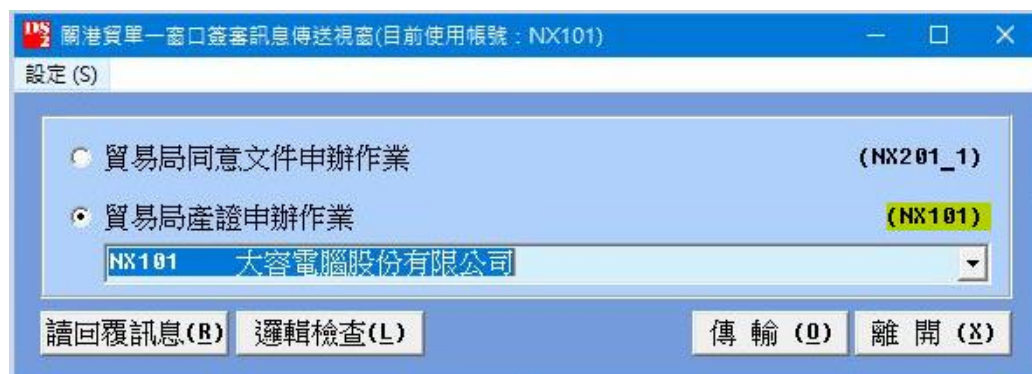 DS2 關港貿單一窗口簽審訊息傳送視窗(目前使用帳號：NX101)
設定 (S)
貿易局同意文件申辦作業 (NX201_1)
貿易局產證申辦作業 (NX101)
NX101 大容電腦股份有限公司
讀回覆訊息(R) 邏輯檢查(L) 傳 輸 (O) 離 開 (X)